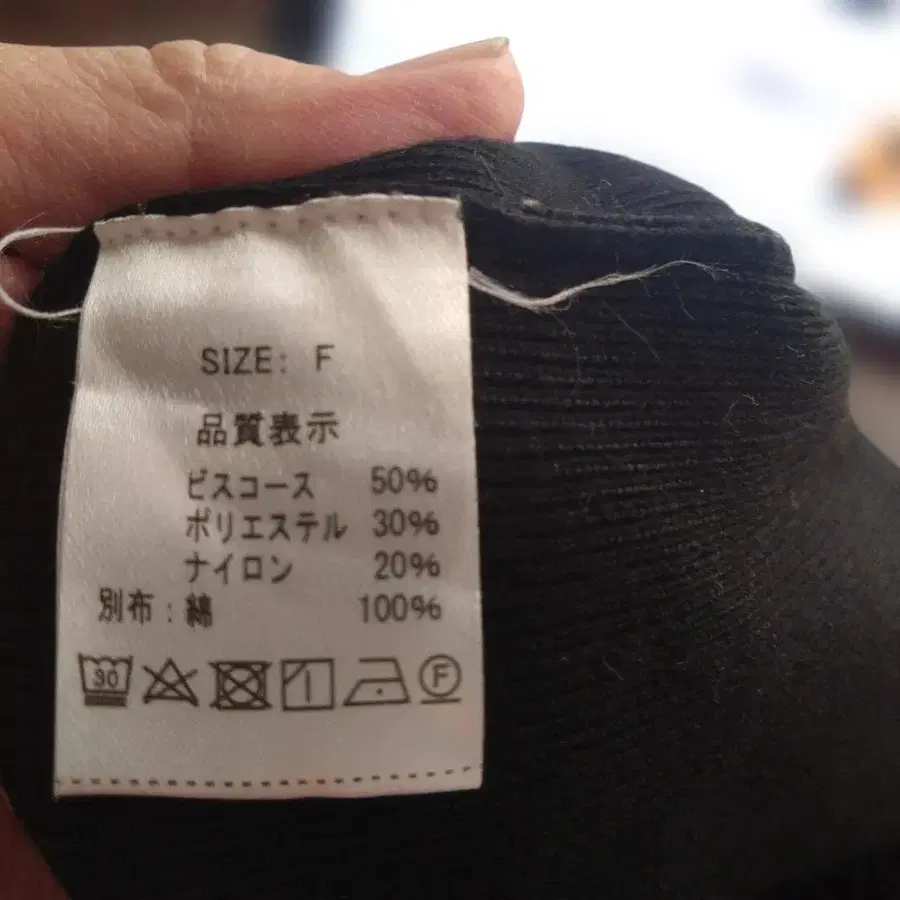 SIZE: F
品質表示
ビスコース 50%
ポリエステル 30%
ナイロン 20%
別布:綿 100%
30 F